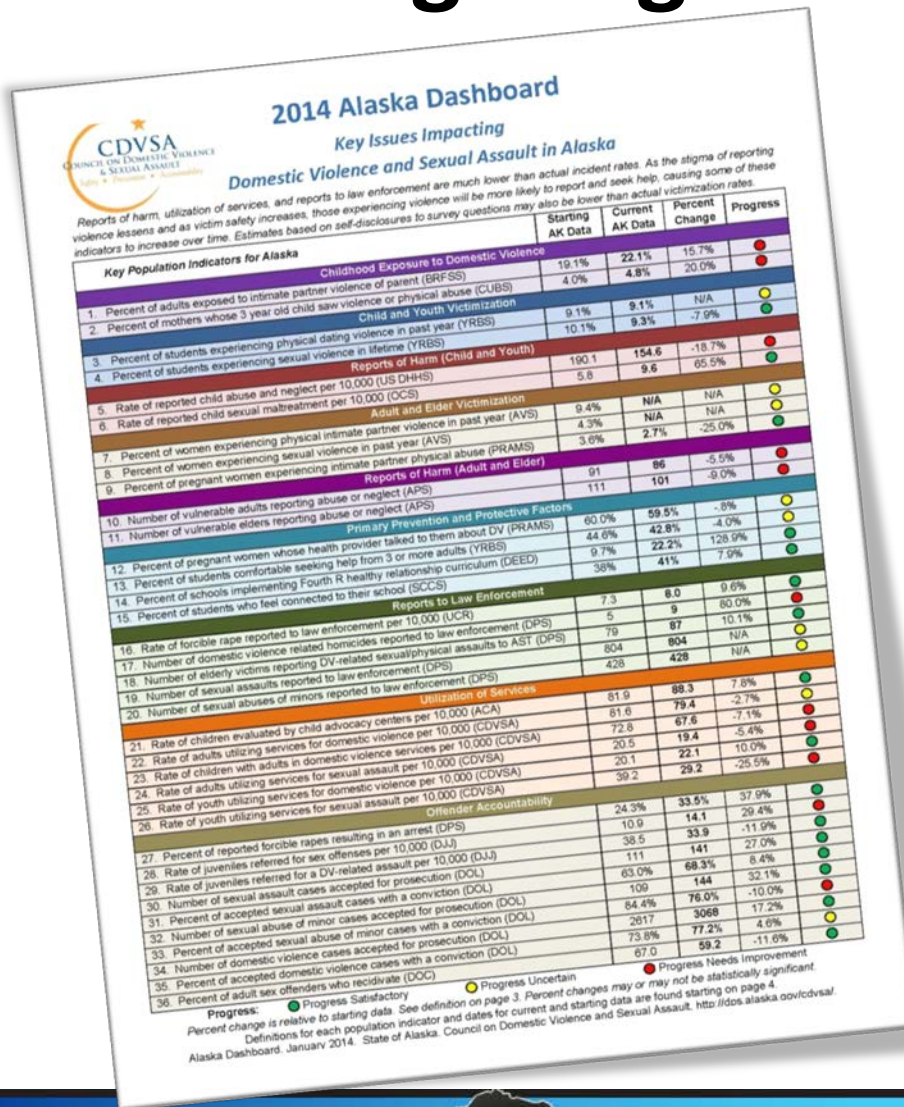 CDVSA
COUNCIL ON DOMESTIC VIOLENCE
& SEXUAL ASSAULT
2014 Alaska Dashboard
Key Issues Impacting
Domestic Violence and Sexual Assault in Alaska
Reports of harm, utilization of services, and reports to law enforcement are much lower than actual incident rates. As the stigma of reporting
violence lessens and as victim safety increases, those experiencing violence will be more likely to report and seek help, causing some of these
indicators to increase over time. Estimates based on self-disclosures to survey questions may also be lower than actual victimization rates.
Key Population Indicators for Alaska Starting AK Data Current AK Data Percent Change Progress
Childhood Exposure to Domestic Violence
1. Percent of adults exposed to intimate partner violence of parent (BRFSS) 19.1% 22.1% 15.7%
2. Percent of mothers whose 3 year old child saw violence or physical abuse (CUBS) 4.0% 4.8% 20.0%
Child and Youth Victimization
3. Percent of students experiencing physical dating violence in past year (YRBS) 9.1% 9.1% N/A
4. Percent of students experiencing sexual violence in lifetime (YRBS) 10.1% 9.3% -7.9%
Reports of Harm (Child and Youth)
5. Rate of reported child abuse and neglect per 10,000 (US DHHS) 190.1 154.6 -18.7%
6. Rate of reported child sexual maltreatment per 10,000 (OCS) 5.8 9.6 65.5%
Adult and Elder Victimization
7. Percent of women experiencing physical intimate partner violence in past year (AVS) 9.4% N/A N/A
8. Percent of women experiencing sexual violence in past year (AVS) 4.3% N/A N/A
9. Percent of pregnant women experiencing intimate partner physical abuse (PRAMS) 3.6% 2.7% -25.0%
Reports of Harm (Adult and Elder)
10. Number of vulnerable adults reporting abuse or neglect (APS) 91 86 -5.5%
11. Number of vulnerable elders reporting abuse or neglect (APS) 111 101 -9.0%
Primary Prevention and Protective Factors
12. Percent of pregnant women whose health provider talked to them about DV (PRAMS) 60.0% 59.5% -.8%
13. Percent of students comfortable seeking help from 3 or more adults (YRBS) 44.6% 42.8% -4.0%
14. Percent of schools implementing Fourth R healthy relationship curriculum (DEED) 9.7% 22.2% 128.9%
15. Percent of students who feel connected to their school (SCCS) 38% 41% 7.9%
Reports to Law Enforcement
16. Rate of forcible rape reported to law enforcement per 10,000 (UCR) 7.3 8.0 9.6%
17. Number of domestic violence related homicides reported to law enforcement (DPS) 5 9 80.0%
18. Number of elderly victims reporting DV-related sexual/physical assaults to AST (DPS) 79 87 10.1%
19. Number of sexual assaults reported to law enforcement (DPS) 804 804 N/A
20. Number of sexual abuses of minors reported to law enforcement (DPS) 428 428 N/A
Utilization of Services
21. Rate of children evaluated by child advocacy centers per 10,000 (ACA) 81.9 88.3 7.8%
22. Rate of adults utilizing services for domestic violence per 10,000 (CDVSA) 81.6 79.4 -2.7%
23. Rate of children with adults in domestic violence services per 10,000 (CDVSA) 72.8 67.6 -7.1%
24. Rate of adults utilizing services for sexual assault per 10,000 (CDVSA) 20.5 19.4 -5.4%
25. Rate of youth utilizing services for domestic violence per 10,000 (CDVSA) 20.1 22.1 10.0%
26. Rate of youth utilizing services for sexual assault per 10,000 (CDVSA) 39.2 29.2 -25.5%
Offender Accountability
27. Percent of reported forcible rapes resulting in an arrest (DPS) 24.3% 33.5% 37.9%
28. Rate of juveniles referred for sex offenses per 10,000 (DJJ) 10.9 14.1 29.4%
29. Rate of juveniles referred for a DV-related assault per 10,000 (DJJ) 38.5 33.9 -11.9%
30. Number of sexual assault cases accepted for prosecution (DOL) 111 141 27.0%
31. Percent of accepted sexual assault cases with a conviction (DOL) 63.0% 68.3% 8.4%
32. Number of sexual abuse of minor cases accepted for prosecution (DOL) 109 144 32.1%
33. Percent of accepted sexual abuse of minor cases with a conviction (DOL) 84.4% 76.0% -10.0%
34. Number of domestic violence cases accepted for prosecution (DOL) 2617 3068 17.2%
35. Percent of accepted domestic violence cases with a conviction (DOL) 73.8% 77.2% 4.6%
36. Percent of adult sex offenders who recidivate (DOC) 67.0 59.2 -11.6%
Progress: Progress Satisfactory Progress Uncertain Progress Needs Improvement
Percent change is relative to starting data. See definition on page 3. Percent changes may or may not be statistically significant.
Definitions for each population indicator and dates for current and starting data are found starting on page 4.
Alaska Dashboard. January 2014. State of Alaska. Council on Domestic Violence and Sexual Assault. http://dps.alaska.gov/cdvsa/.